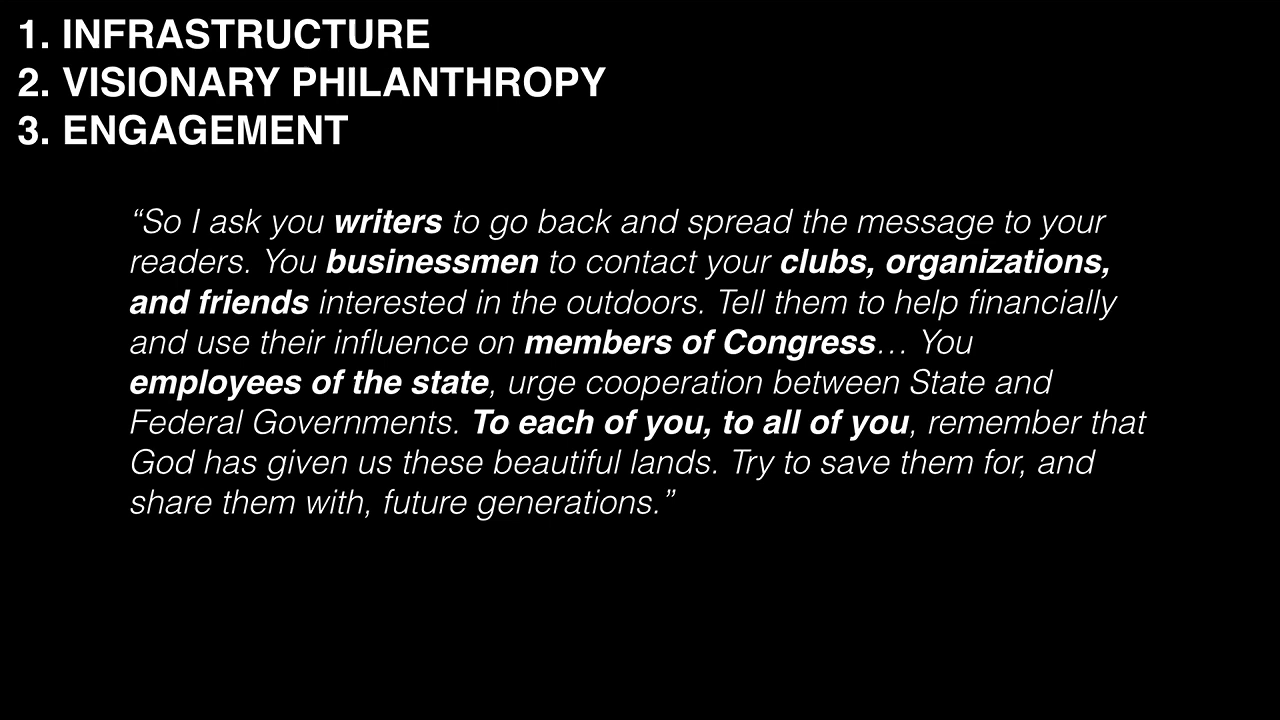 1. INFRASTRUCTURE
2. VISIONARY PHILANTHROPY
3. ENGAGEMENT
“So I ask you writers to go back and spread the message to your
readers. You businessmen to contact your clubs, organizations,
and friends interested in the outdoors. Tell them to help financially
and use their influence on members of Congress… You
employees of the state, urge cooperation between State and
Federal Governments. To each of you, to all of you, remember that
God has given us these beautiful lands. Try to save them for, and
share them with, future generations.”